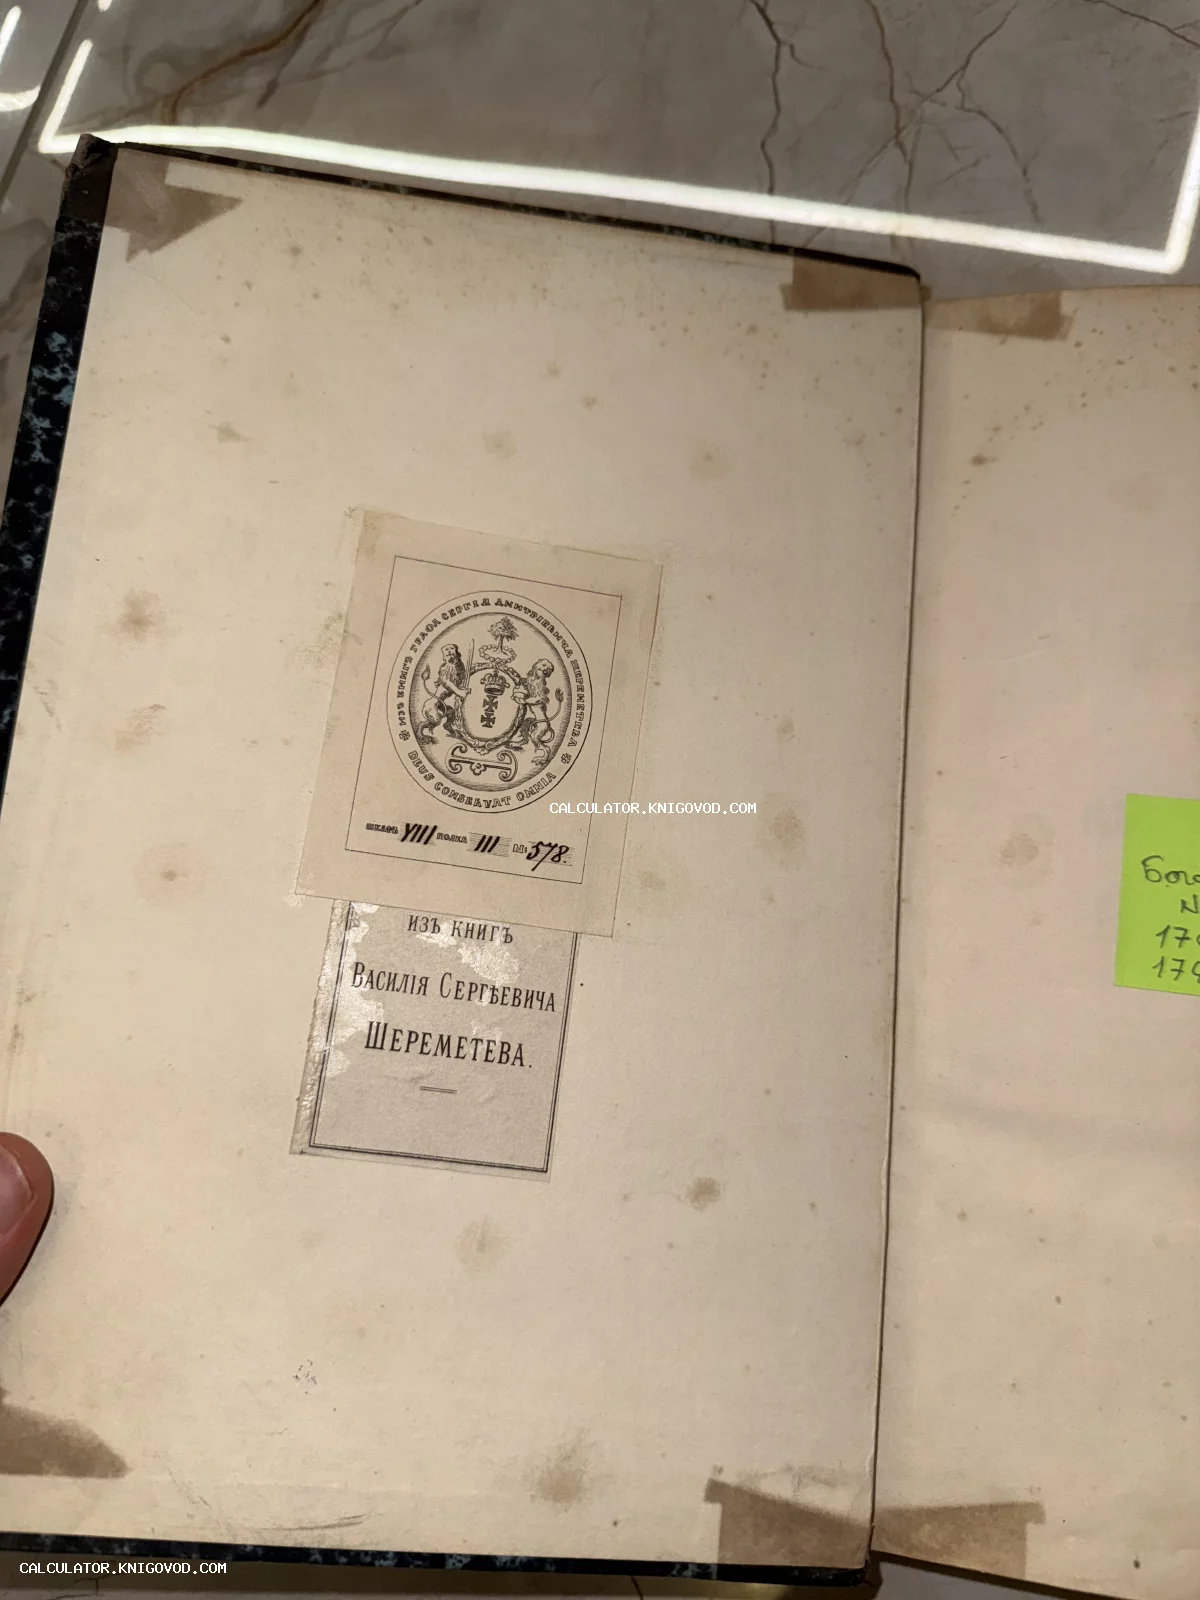 ИЗЪ КНИГЪ ГРАФА СЕРГІЯ ДМИТРІЕВИЧА ШЕРЕМЕТЕВА
DEUS CONSERVAT OMNIA
ШКАФЪ VIII ПОЛКА III №: 578.
ИЗЪ КНИГЪ
ВАСИЛІЯ СЕРГѢЕВИЧА
ШЕРЕМЕТЕВА.
CALCULATOR.KNIGOVOD.COM
CALCULATOR.KNIGOVOD.COM